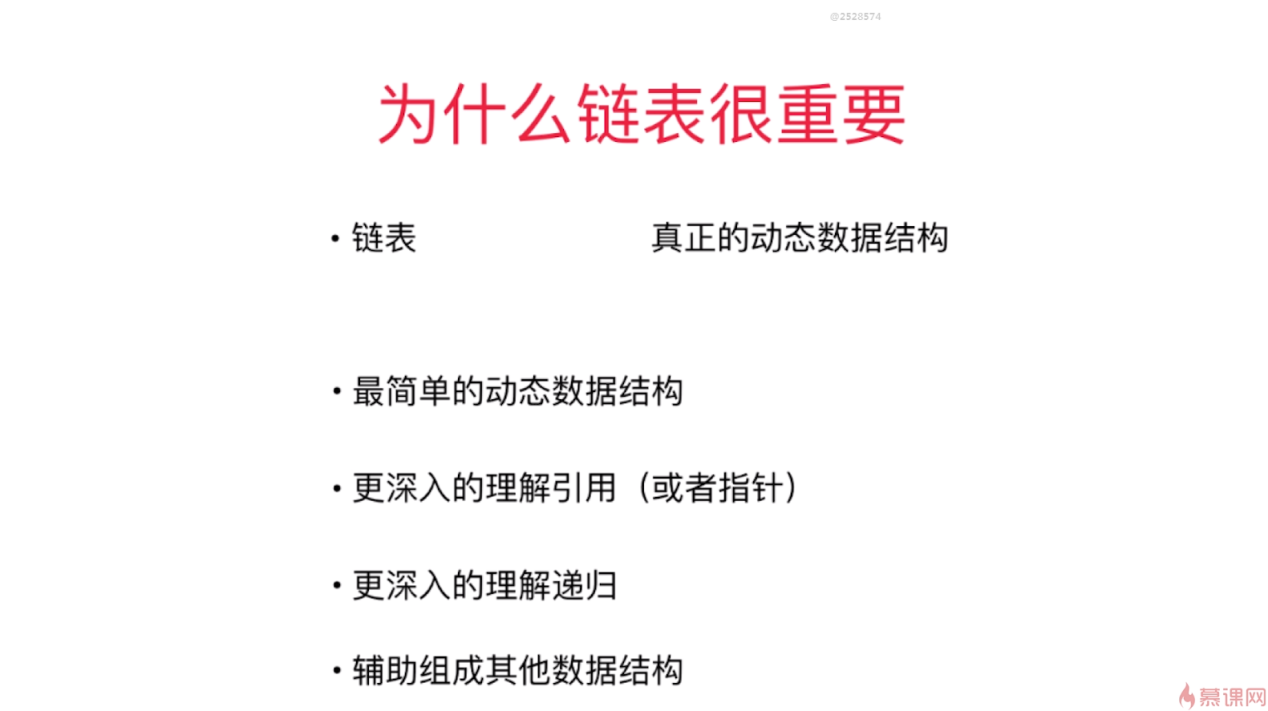 @2528574
为什么链表很重要
• 链表 真正的动态数据结构
• 最简单的动态数据结构
• 更深入的理解引用（或者指针）
• 更深入的理解递归
• 辅助组成其他数据结构
慕课网